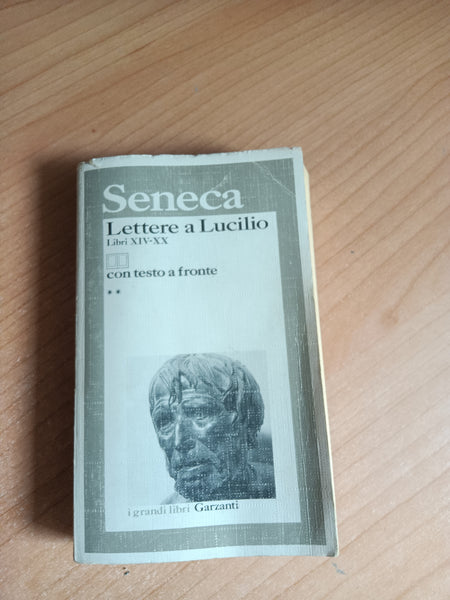 Seneca
Lettere a Lucilio
Libri XIV-XX
con testo a fronte
**
i grandi libri Garzanti